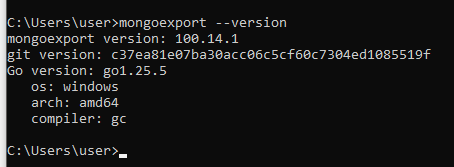 C:\Users\user>mongoexport --version
mongoexport version: 100.14.1
git version: c37ea81e07ba30acc06c5cf60c7304ed1085519f
Go version: go1.25.5
   os: windows
   arch: amd64
   compiler: gc

C:\Users\user>